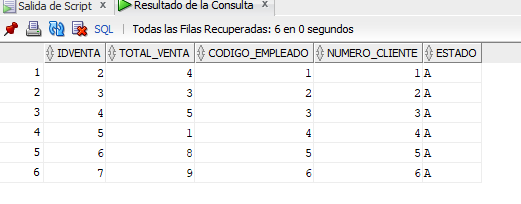 Salida de Script x Resultado de la Consulta x
SQL | Todas las Filas Recuperadas: 6 en 0 segundos
IDVENTA TOTAL_VENTA CODIGO_EMPLEADO NUMERO_CLIENTE ESTADO
1 2 4 1 1 A
2 3 3 2 2 A
3 4 5 3 3 A
4 5 1 4 4 A
5 6 8 5 5 A
6 7 9 6 6 A